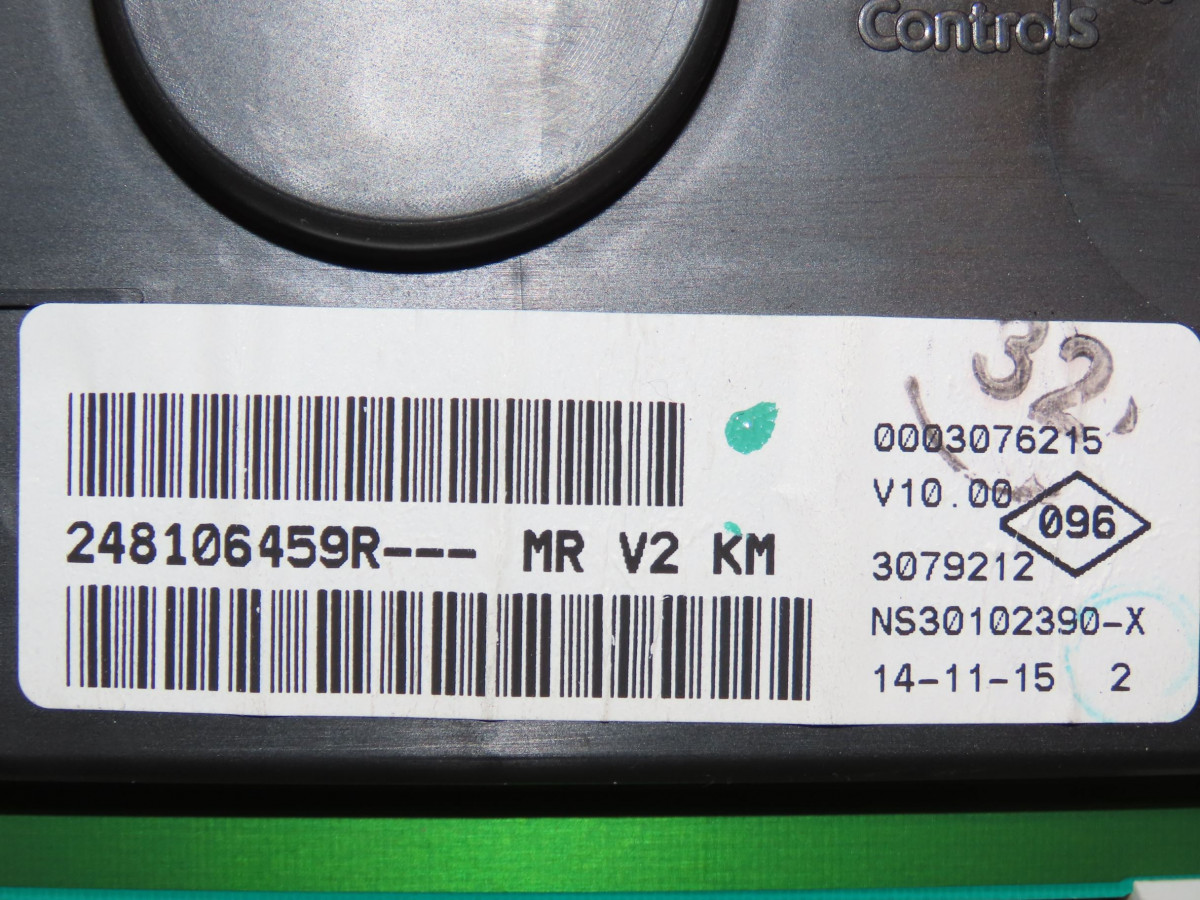 Controls
32
0003076215
V10.00
096
248106459R--- MR V2 KM
3079212
NS30102390-X
14-11-15 2